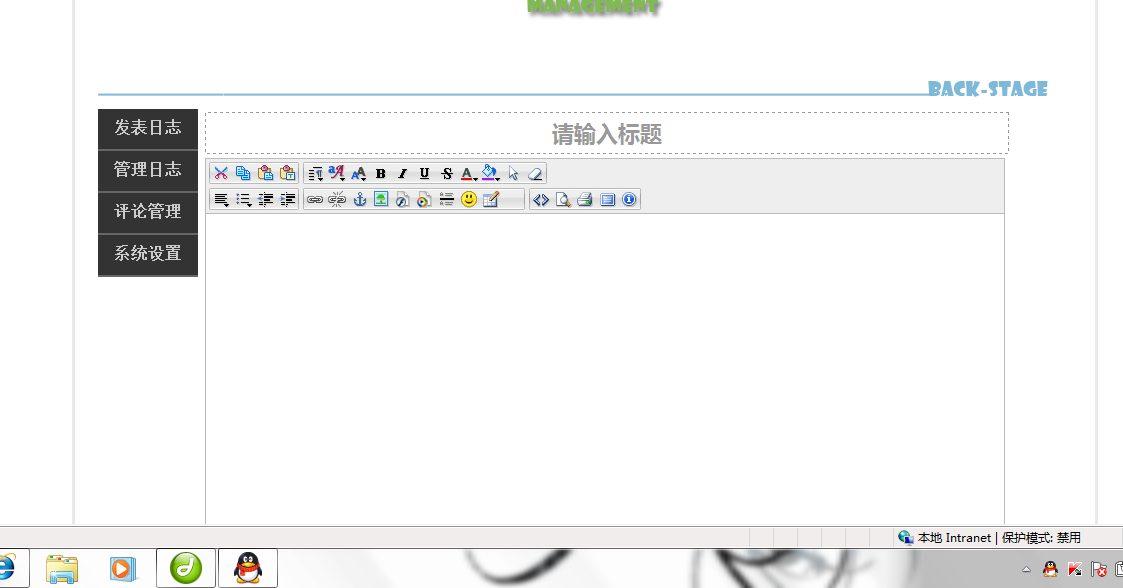 MANAGEMENT
BACK-STAGE
发表日志
管理日志
评论管理
系统设置
请输入标题
B I U S A
本地 Intranet | 保护模式: 禁用